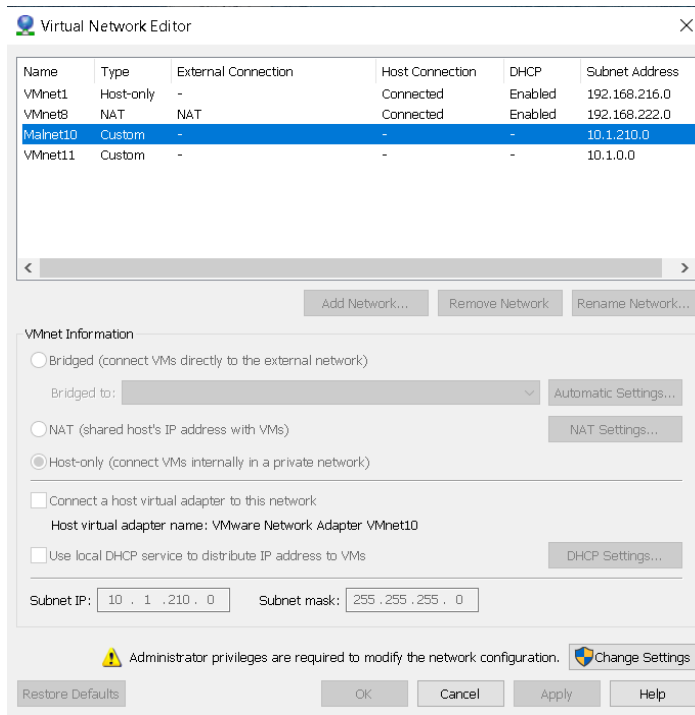 Virtual Network Editor
Name Type External Connection Host Connection DHCP Subnet Address
VMnet1 Host-only - Connected Enabled 192.168.216.0
VMnet8 NAT NAT Connected Enabled 192.168.222.0
Malnet10 Custom - - - 10.1.210.0
VMnet11 Custom - - - 10.1.0.0
Add Network... Remove Network Rename Network...
VMnet Information
Bridged (connect VMs directly to the external network)
Bridged to: Automatic Settings...
NAT (shared host's IP address with VMs) NAT Settings...
Host-only (connect VMs internally in a private network)
Connect a host virtual adapter to this network
Host virtual adapter name: VMware Network Adapter VMnet10
Use local DHCP service to distribute IP address to VMs DHCP Settings...
Subnet IP: 10 . 1 .210 . 0 Subnet mask: 255 .255 .255 . 0
Administrator privileges are required to modify the network configuration. Change Settings
Restore Defaults OK Cancel Apply Help